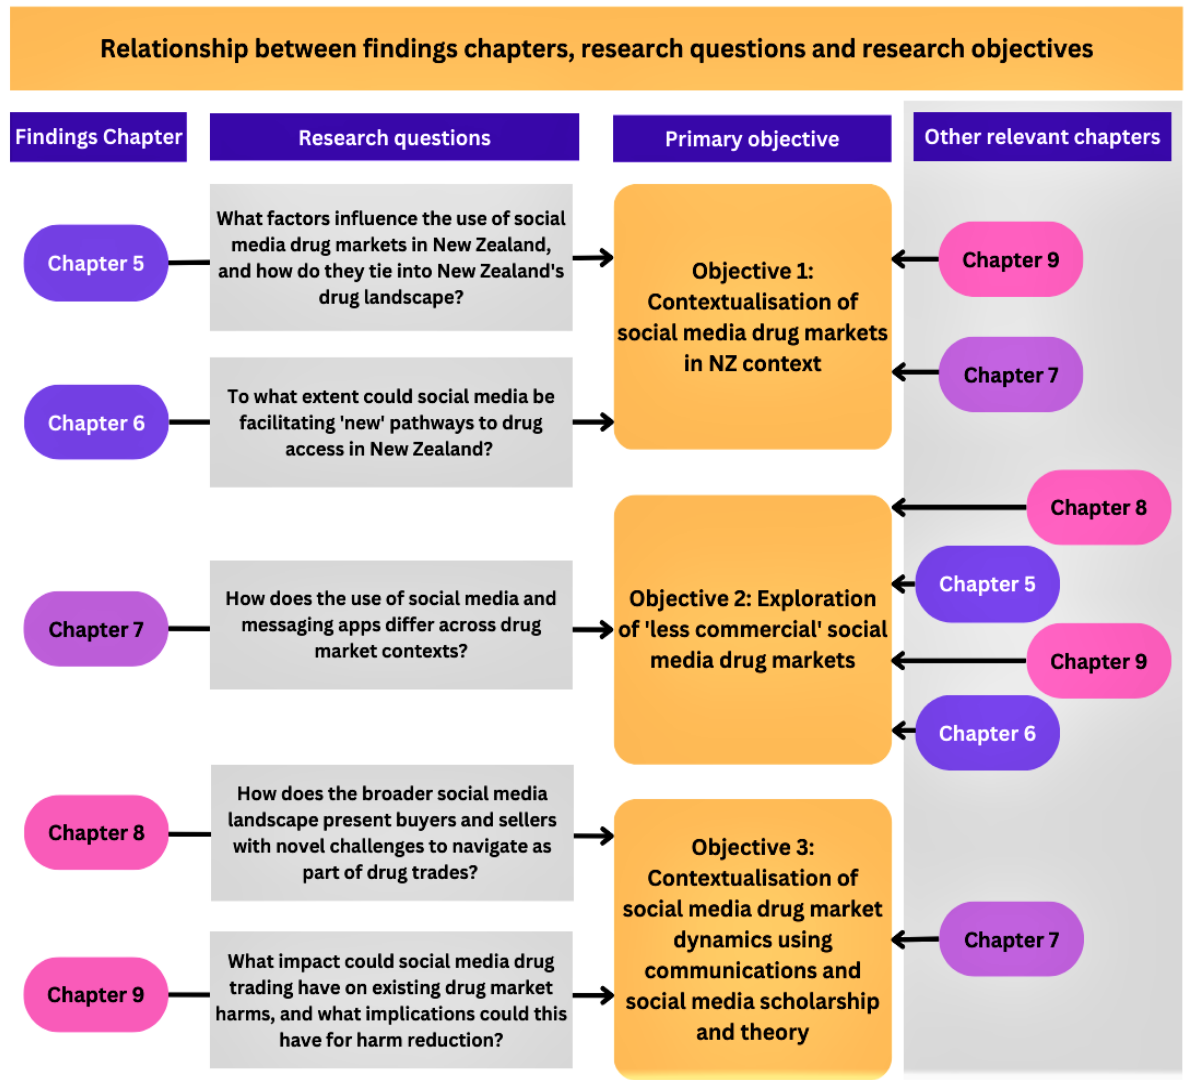 Relationship between findings chapters, research questions and research objectives
Findings Chapter
Research questions
Primary objective
Other relevant chapters
Chapter 5
What factors influence the use of social
media drug markets in New Zealand,
and how do they tie into New Zealand's
drug landscape?
Chapter 6
To what extent could social media be
facilitating 'new' pathways to drug
access in New Zealand?
Objective 1:
Contextualisation of
social media drug markets
in NZ context
Chapter 9
Chapter 7
Chapter 7
How does the use of social media and
messaging apps differ across drug
market contexts?
Objective 2: Exploration
of 'less commercial' social
media drug markets
Chapter 8
Chapter 5
Chapter 9
Chapter 6
Chapter 8
How does the broader social media
landscape present buyers and sellers
with novel challenges to navigate as
part of drug trades?
Chapter 9
What impact could social media drug
trading have on existing drug market
harms, and what implications could this
have for harm reduction?
Objective 3:
Contextualisation of
social media drug market
dynamics using
communications and
social media scholarship
and theory
Chapter 7